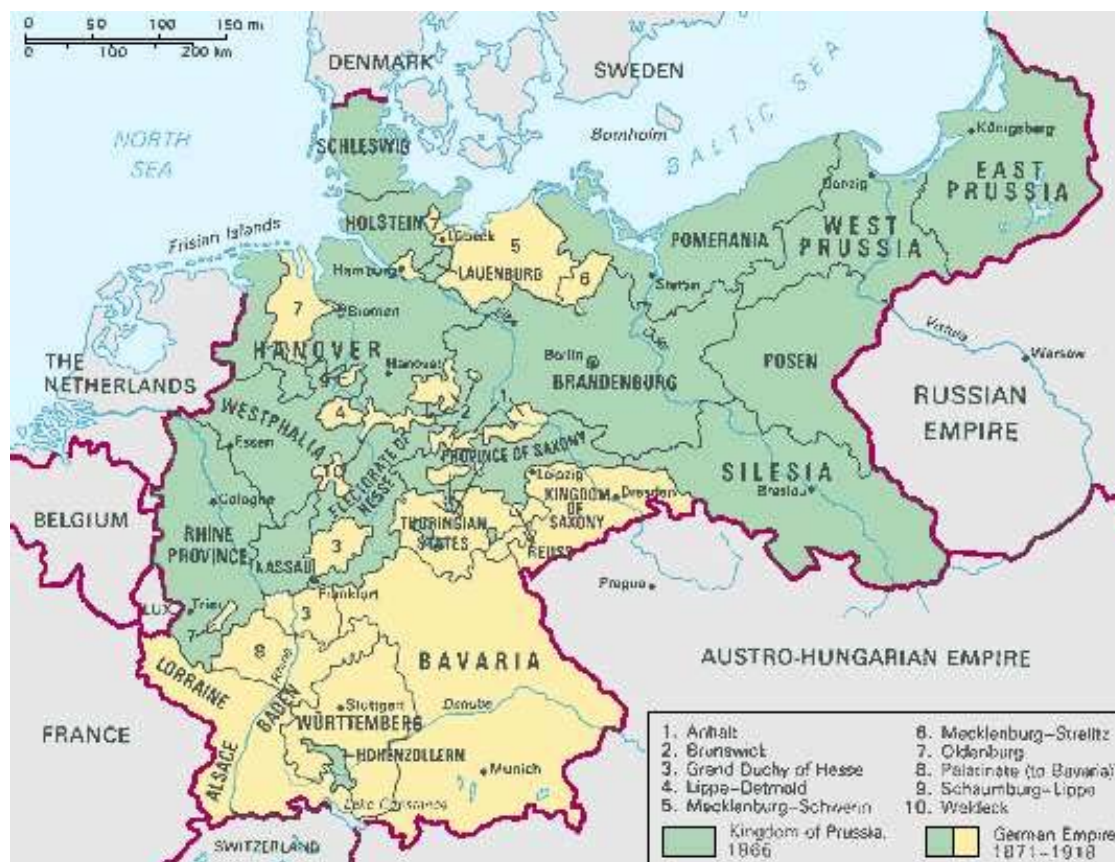 0 50 100 150 mi
0 100 200 km
DENMARK
SWEDEN
NORTH
SEA
Bornholm
BALTIC SEA
Königsberg
SCHLESWIG
EAST
PRUSSIA
Danzig
HOLSTEIN
7
Lübeck
5
POMERANIA
WEST
PRUSSIA
Frisian Islands
Hamburg
LAUENBURG
6
Stettin
7
Bremen
Elbe
Oder
Vistula
Warsaw
THE
NETHERLANDS
HANOVER
Hanover
Berlin
BRANDENBURG
POSEN
RUSSIAN
EMPIRE
9
4
2
1
WESTPHALIA
Essen
10
ELECTORATE OF
HESSE
PROVINCE OF SAXONY
SILESIA
Leipzig
Breslau
Cologne
KINGDOM
OF
SAXONY
Dresden
BELGIUM
RHINE
PROVINCE
THURINGIAN
STATES
3
REUSS
NASSAU
Frankfurt
Prague
LUX
Trier
7
3
8
Rhine
BAVARIA
AUSTRO-HUNGARIAN EMPIRE
LORRAINE
BADEN
Stuttgart
WÜRTTEMBERG
Danube
FRANCE
ALSACE
HOHENZOLLERN
Munich
Lake Constance
SWITZERLAND
1. Anhalt
2. Brunswick
3. Grand Duchy of Hesse
4. Lippe-Detmold
5. Mecklenburg-Schwerin
6. Mecklenburg-Strelitz
7. Oldenburg
8. Palatinate (to Bavaria)
9. Schaumburg-Lippe
10. Waldeck
Kingdom of Prussia,
1866
German Empire
1871-1918